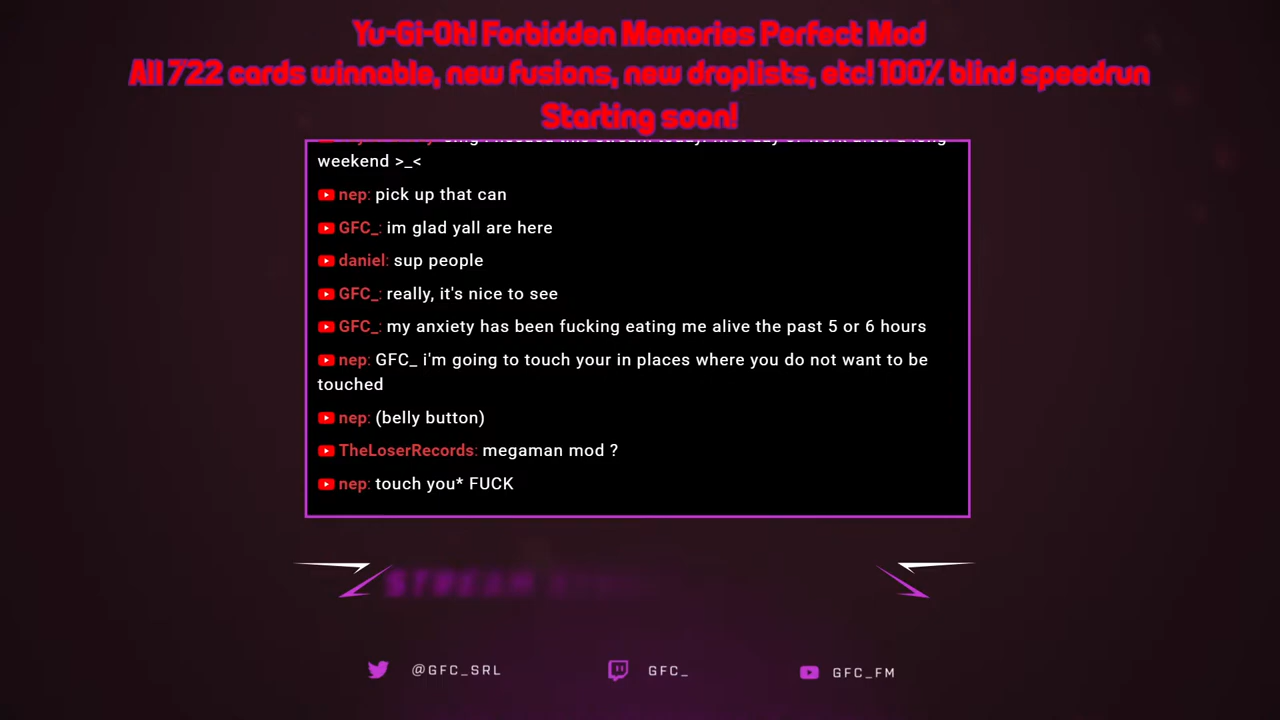 Yu-Gi-Oh! Forbidden Memories Perfect Mod
All 722 cards winnable, new fusions, new droplists, etc! 100% blind speedrun
Starting soon!
weekend >_<
nep: pick up that can
GFC_: im glad yall are here
daniel: sup people
GFC_: really, it's nice to see
GFC_: my anxiety has been fucking eating me alive the past 5 or 6 hours
nep: GFC_ i'm going to touch your in places where you do not want to be
touched
nep: (belly button)
TheLoserRecords: megaman mod ?
nep: touch you* FUCK
STREAM
@GFC_SRL
GFC_
GFC_FM